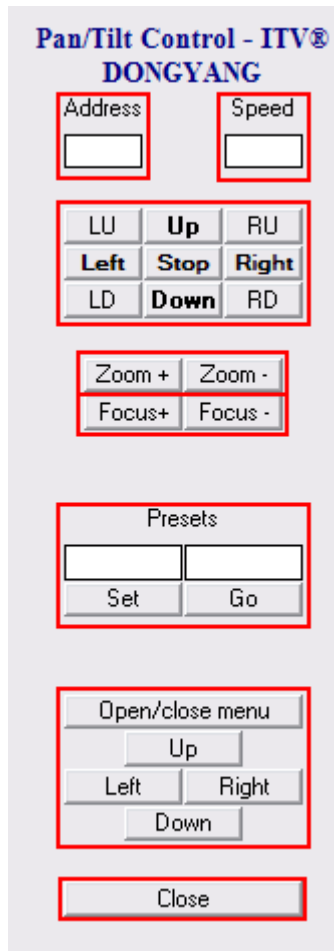 Pan/Tilt Control - ITV®
DONGYANG
Address Speed
LU Up RU
Left Stop Right
LD Down RD
Zoom + Zoom -
Focus+ Focus -
Presets
Set Go
Open/close menu
Up
Left Right
Down
Close